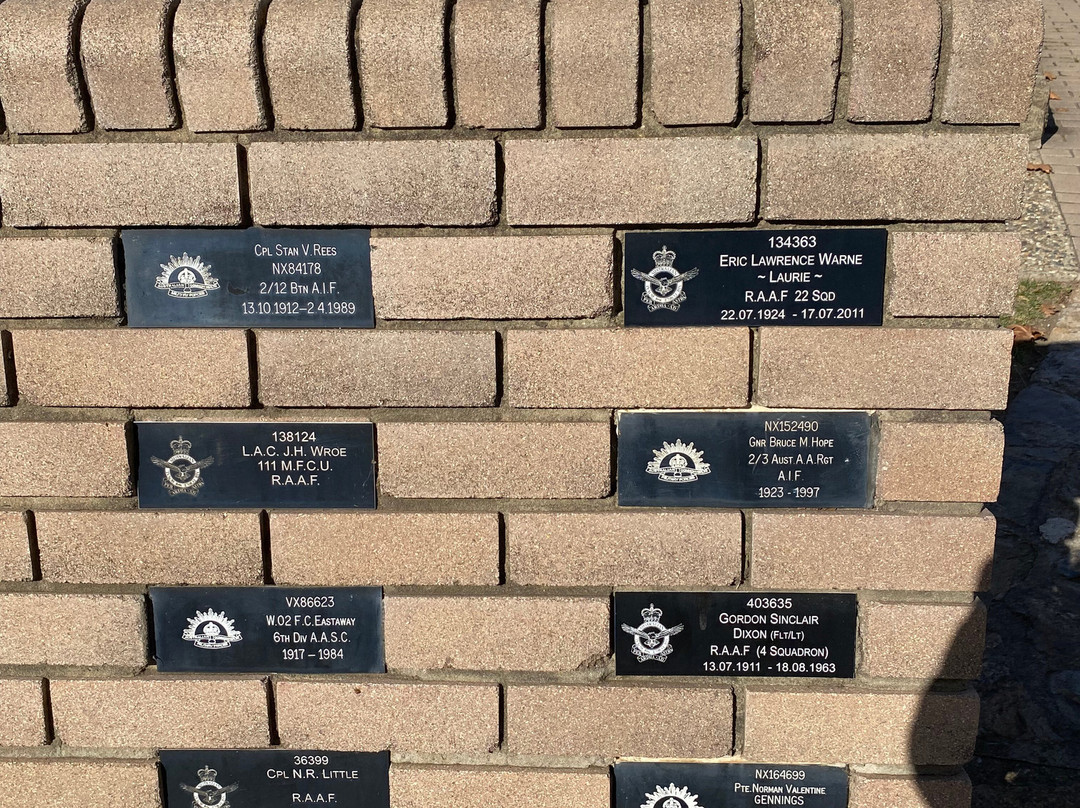 CPL STAN V. REES
NX84178
2/12 BTN A.I.F.
13.10.1912–2.4.1989
134363
ERIC LAWRENCE WARNE
~ LAURIE ~
R.A.A.F 22 SQD
22.07.1924 - 17.07.2011
138124
L.A.C. J.H. WROE
111 M.F.C.U.
R.A.A.F.
NX152490
GNR BRUCE M. HOPE
2/3 AUST A.A.RGT
A.I.F.
1923 - 1997
VX86623
W.O2 F.C. EASTAWAY
6TH DIV A.A.S.C.
1917 – 1984
403635
GORDON SINCLAIR
DIXON (FLT/LT)
R.A.A.F (4 SQUADRON)
13.07.1911 - 18.08.1963
36399
CPL N.R. LITTLE
R.A.A.F.
NX164699
PTE. NORMAN VALENTINE
GENNINGS